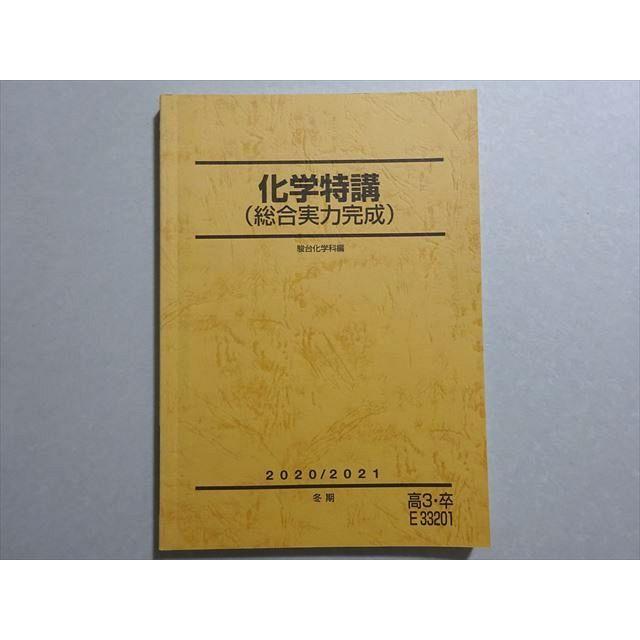 化学特講
(総合実力完成)
駿台化学科編
2020/2021
冬期
高3・卒
E33201